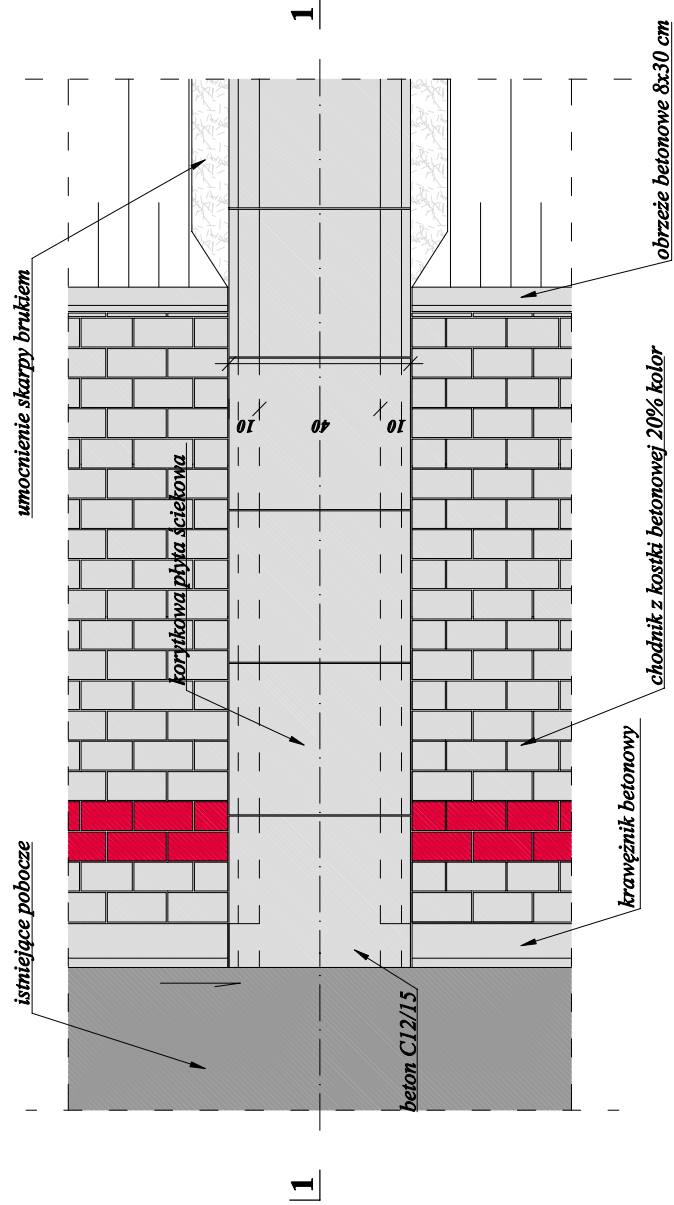 1
istniejące pobocze
umocnienie skarpy brukiem
korytkowa płyta ściekowa
10
40
10
beton C12/15
krawężnik betonowy
chodnik z kostki betonowej 20% kolor
obrzeże betonowe 8x30 cm
1